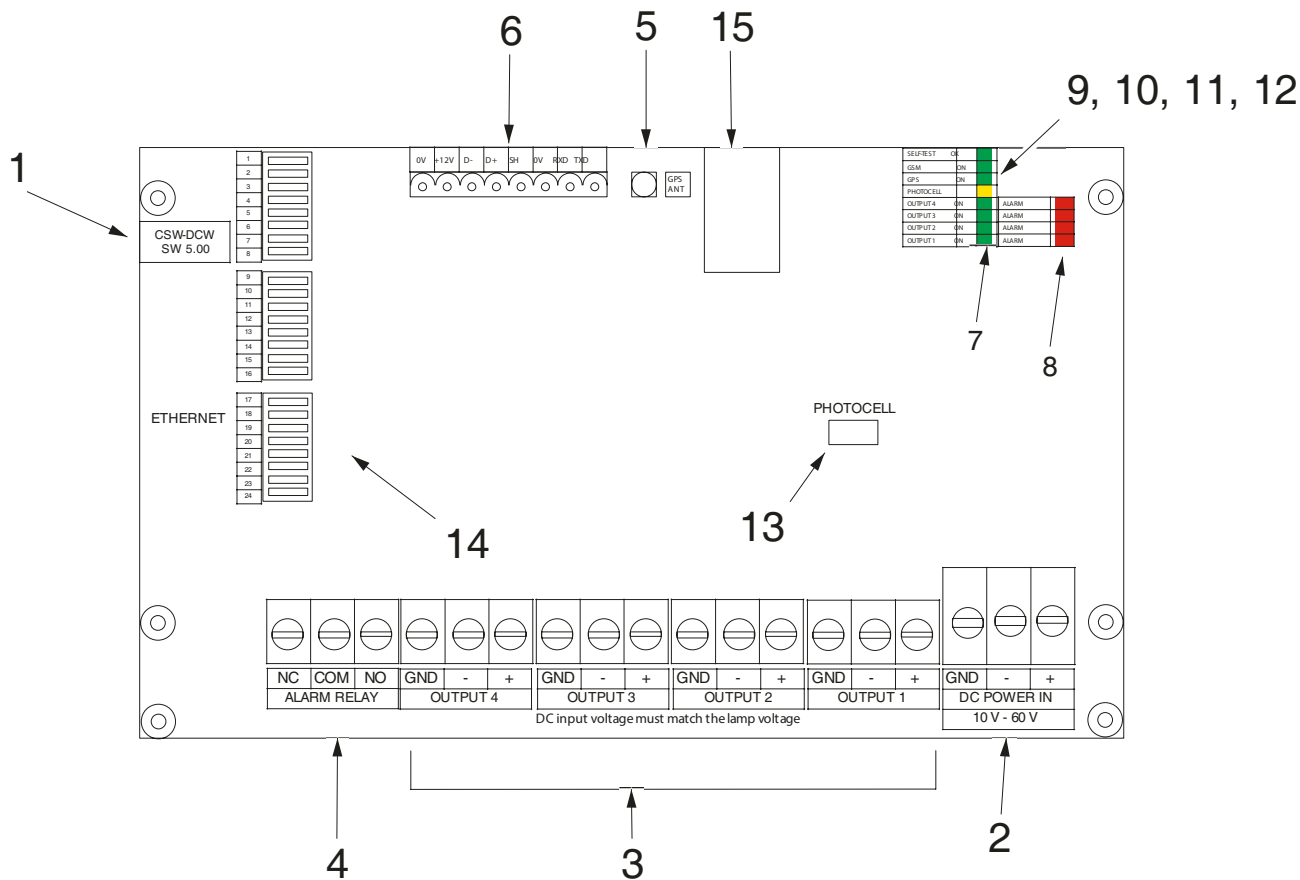 6
5
15
9, 10, 11, 12
1
0V +12V D- D+ SH 0V RXD TXD
GPS
ANT
SELF-TEST OK
GSM ON
GPS ON
PHOTOCELL
OUTPUT 4 ON ALARM
OUTPUT 3 ON ALARM
OUTPUT 2 ON ALARM
OUTPUT 1 ON ALARM
CSW-DCW
SW 5.00
1
2
3
4
5
6
7
8
9
10
11
12
13
14
15
16
ETHERNET
17
18
19
20
21
22
23
24
7
8
PHOTOCELL
13
14
NC COM NO GND - + GND - + GND - + GND - + GND - +
ALARM RELAY OUTPUT 4 OUTPUT 3 OUTPUT 2 OUTPUT 1 DC POWER IN
DC input voltage must match the lamp voltage
10 V - 60 V
4
3
2